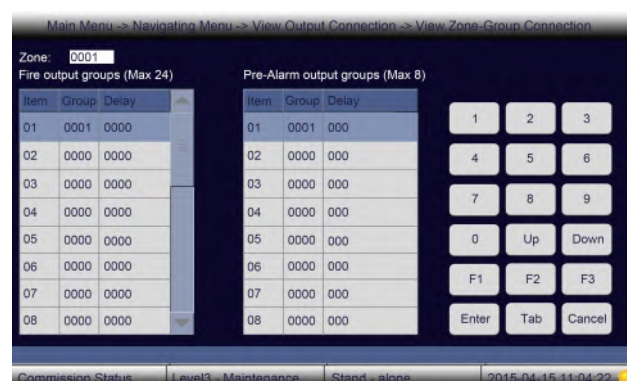 Main Menu -> Navigating Menu -> View Output Connection -> View Zone-Group Connection
Zone: 0001
Fire output groups (Max 24)
Pre-Alarm output groups (Max 8)
Item Group Delay
01 0001 0000
02 0000 0000
03 0000 0000
04 0000 0000
05 0000 0000
06 0000 0000
07 0000 0000
08 0000 0000
Item Group Delay
01 0001 000
02 0000 000
03 0000 000
04 0000 000
05 0000 000
06 0000 000
07 0000 000
08 0000 000
1 2 3
4 5 6
7 8 9
0 Up Down
F1 F2 F3
Enter Tab Cancel
Commission Status Level3 - Maintenance Stand - alone 2015-04-15 11:04:22